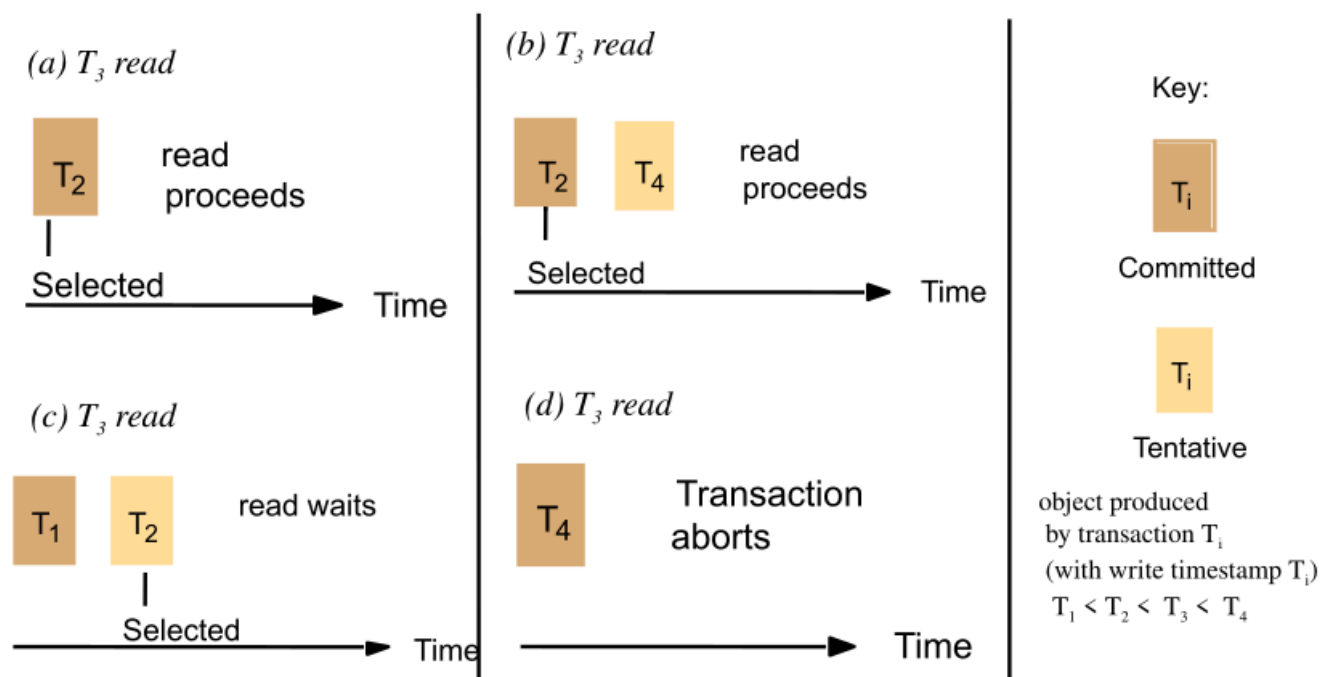 (a) T₃ read
T₂
read
proceeds
Selected
Time
(b) T₃ read
T₂
T₄
read
proceeds
Selected
Time
(c) T₃ read
T₁
T₂
read waits
Selected
Time
(d) T₃ read
T₄
Transaction
aborts
Time
Key:
Tᵢ
Committed
Tᵢ
Tentative
object produced
by transaction Tᵢ
(with write timestamp Tᵢ)
T₁ < T₂ < T₃ < T₄